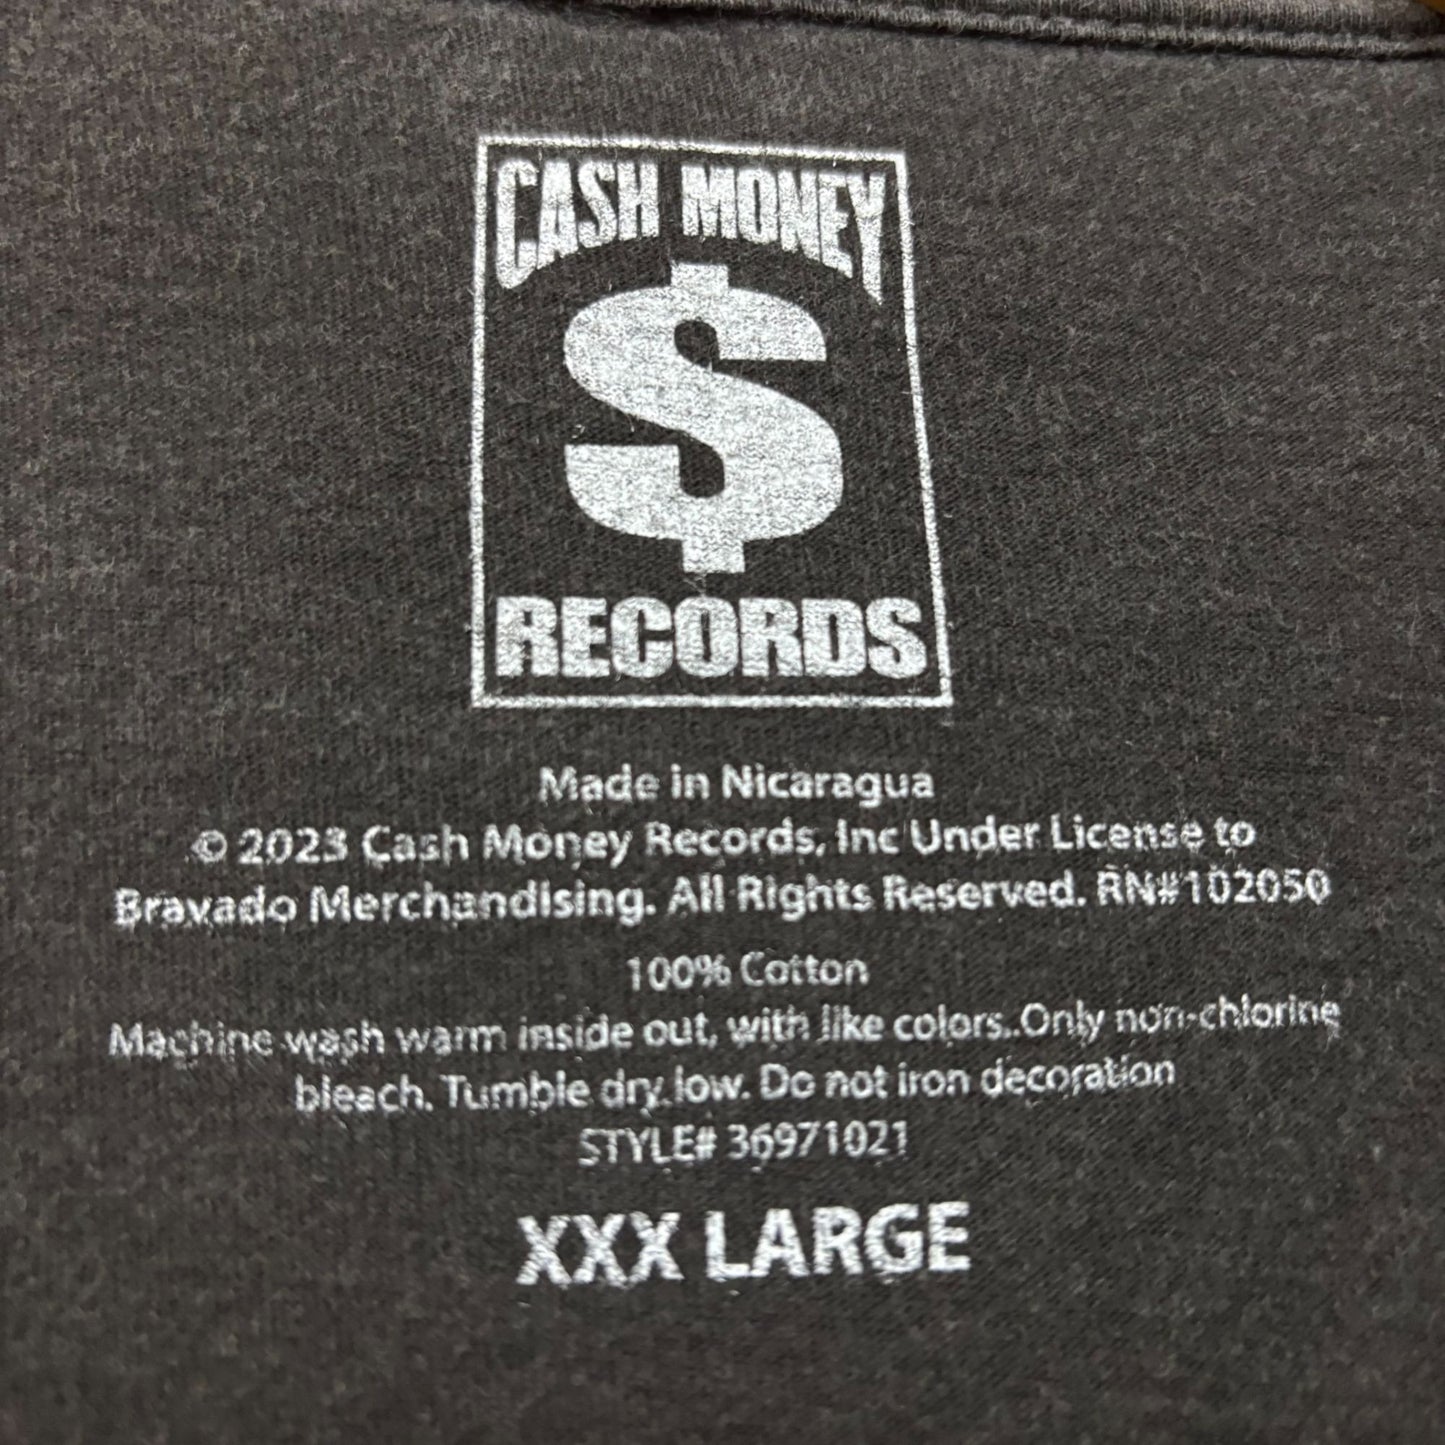 CASH MONEY
$
RECORDS
Made in Nicaragua
© 2023 Cash Money Records, Inc Under License to
Bravado Merchandising. All Rights Reserved. RN#102050
100% Cotton
Machine wash warm inside out, with like colors. Only non-chlorine
bleach. Tumble dry low. Do not iron decoration
STYLE# 36971021
XXX LARGE